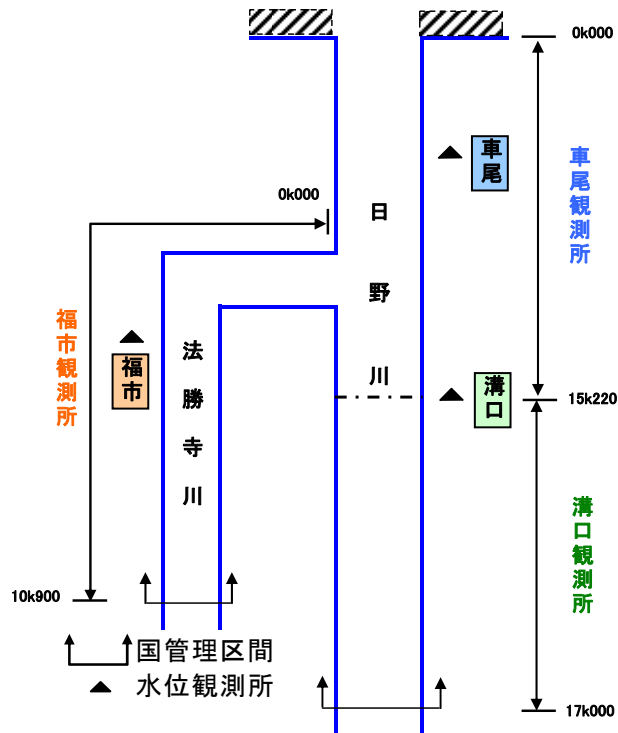 0k000
車尾
車尾観測所
0k000
日野川
福市観測所
福市
法勝寺川
溝口
15k220
溝口観測所
10k900
国管理区間
水位観測所
17k000